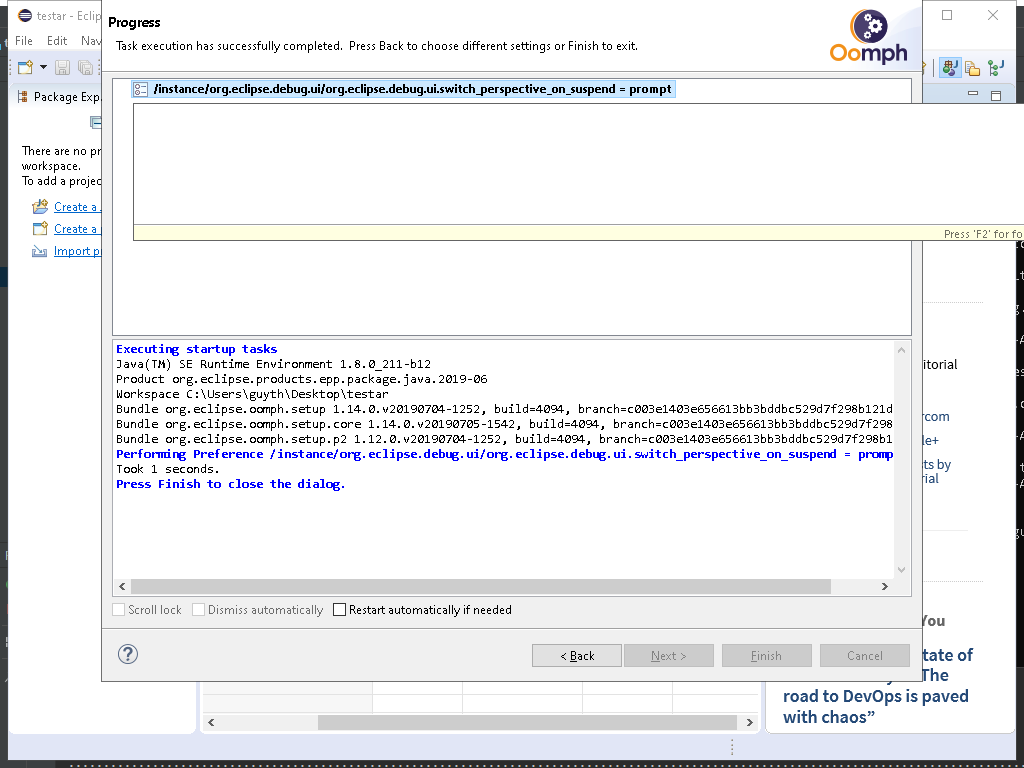 testar - Eclip
File Edit Nav
Progress
Task execution has successfully completed. Press Back to choose different settings or Finish to exit.
Oomph
Package Exp
/instance/org.eclipse.debug.ui/org.eclipse.debug.ui.switch_perspective_on_suspend = prompt
There are no pr
workspace.
To add a projec
Create a
Create a
Import p
Press 'F2' for fo
Executing startup tasks
Java(TM) SE Runtime Environment 1.8.0_211-b12
Product org.eclipse.products.epp.package.java.2019-06
Workspace C:\Users\guyth\Desktop\testar
Bundle org.eclipse.oomph.setup 1.14.0.v20190704-1252, build=4094, branch=c003e1403e656613bb3bddbc529d7f298b121d
Bundle org.eclipse.oomph.setup.core 1.14.0.v20190705-1542, build=4094, branch=c003e1403e656613bb3bddbc529d7f298
Bundle org.eclipse.oomph.setup.p2 1.12.0.v20190704-1252, build=4094, branch=c003e1403e656613bb3bddbc529d7f298b1
Performing Preference /instance/org.eclipse.debug.ui/org.eclipse.debug.ui.switch_perspective_on_suspend = promp
Took 1 seconds.
Press Finish to close the dialog.
itorial
rcom
le+
ts by
rial
Scroll lock Dismiss automatically Restart automatically if needed
You
? < Back Next > Finish Cancel
tate of
The
road to DevOps is paved
with chaos”